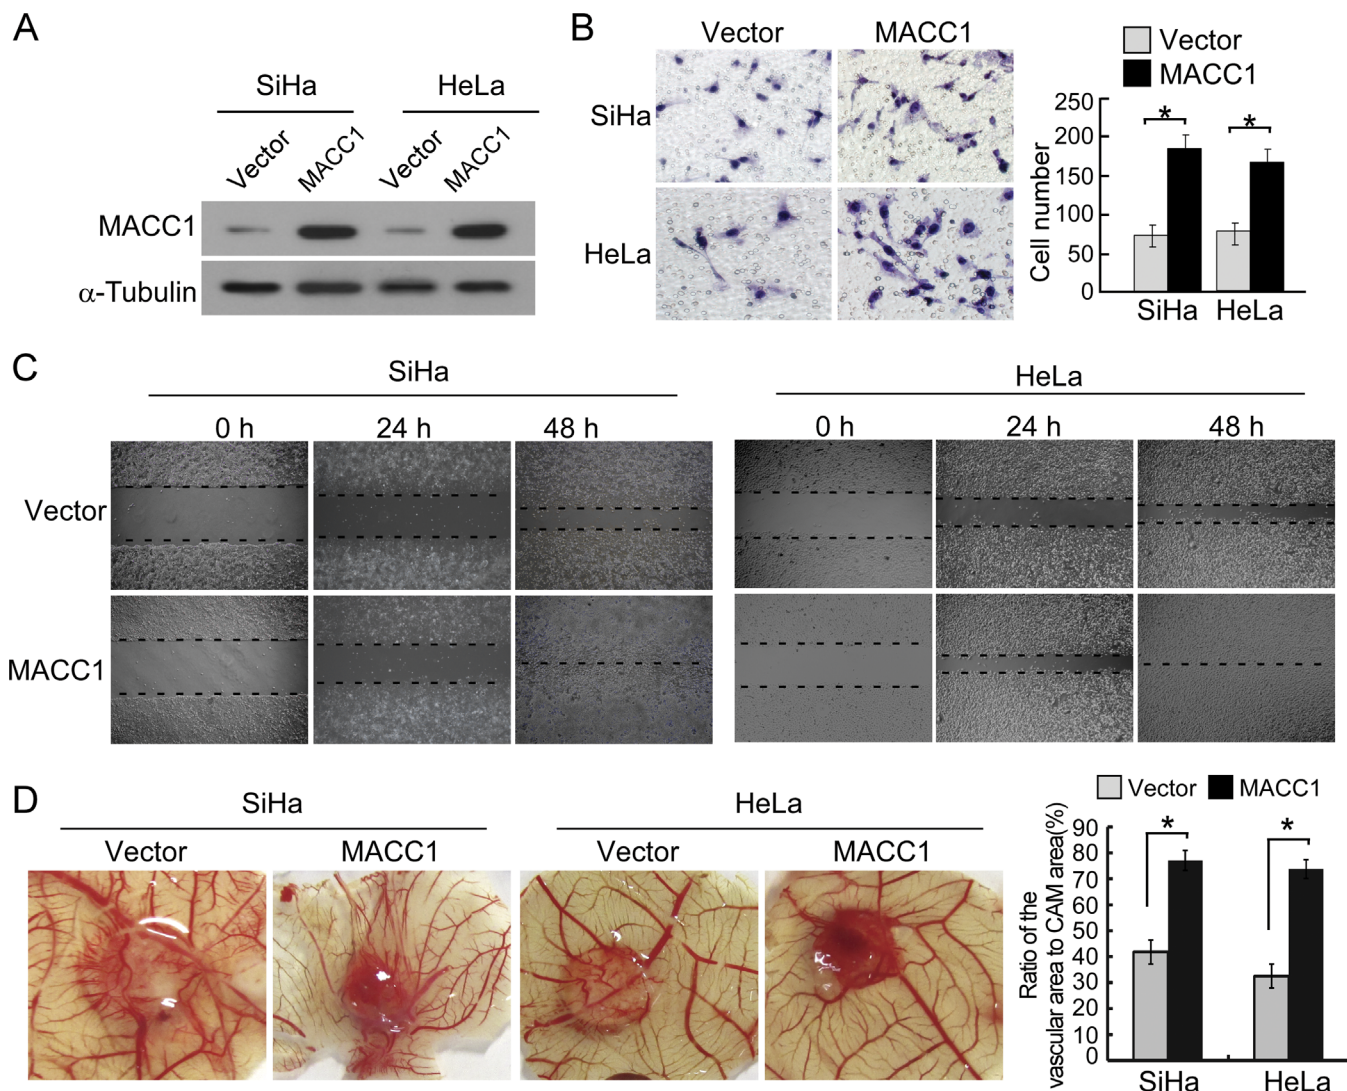 A
SiHa HeLa
Vector MACC1 Vector MACC1
MACC1
α-Tubulin
B
Vector MACC1
SiHa
HeLa
Vector
MACC1
Cell number
250
200
150
100
50
0
* *
SiHa HeLa
C
SiHa HeLa
0 h 24 h 48 h 0 h 24 h 48 h
Vector
MACC1
D
SiHa HeLa
Vector MACC1 Vector MACC1
Vector MACC1
Ratio of the
vascular area to CAM area(%)
90
80
70
60
50
40
30
20
10
0
* *
SiHa HeLa